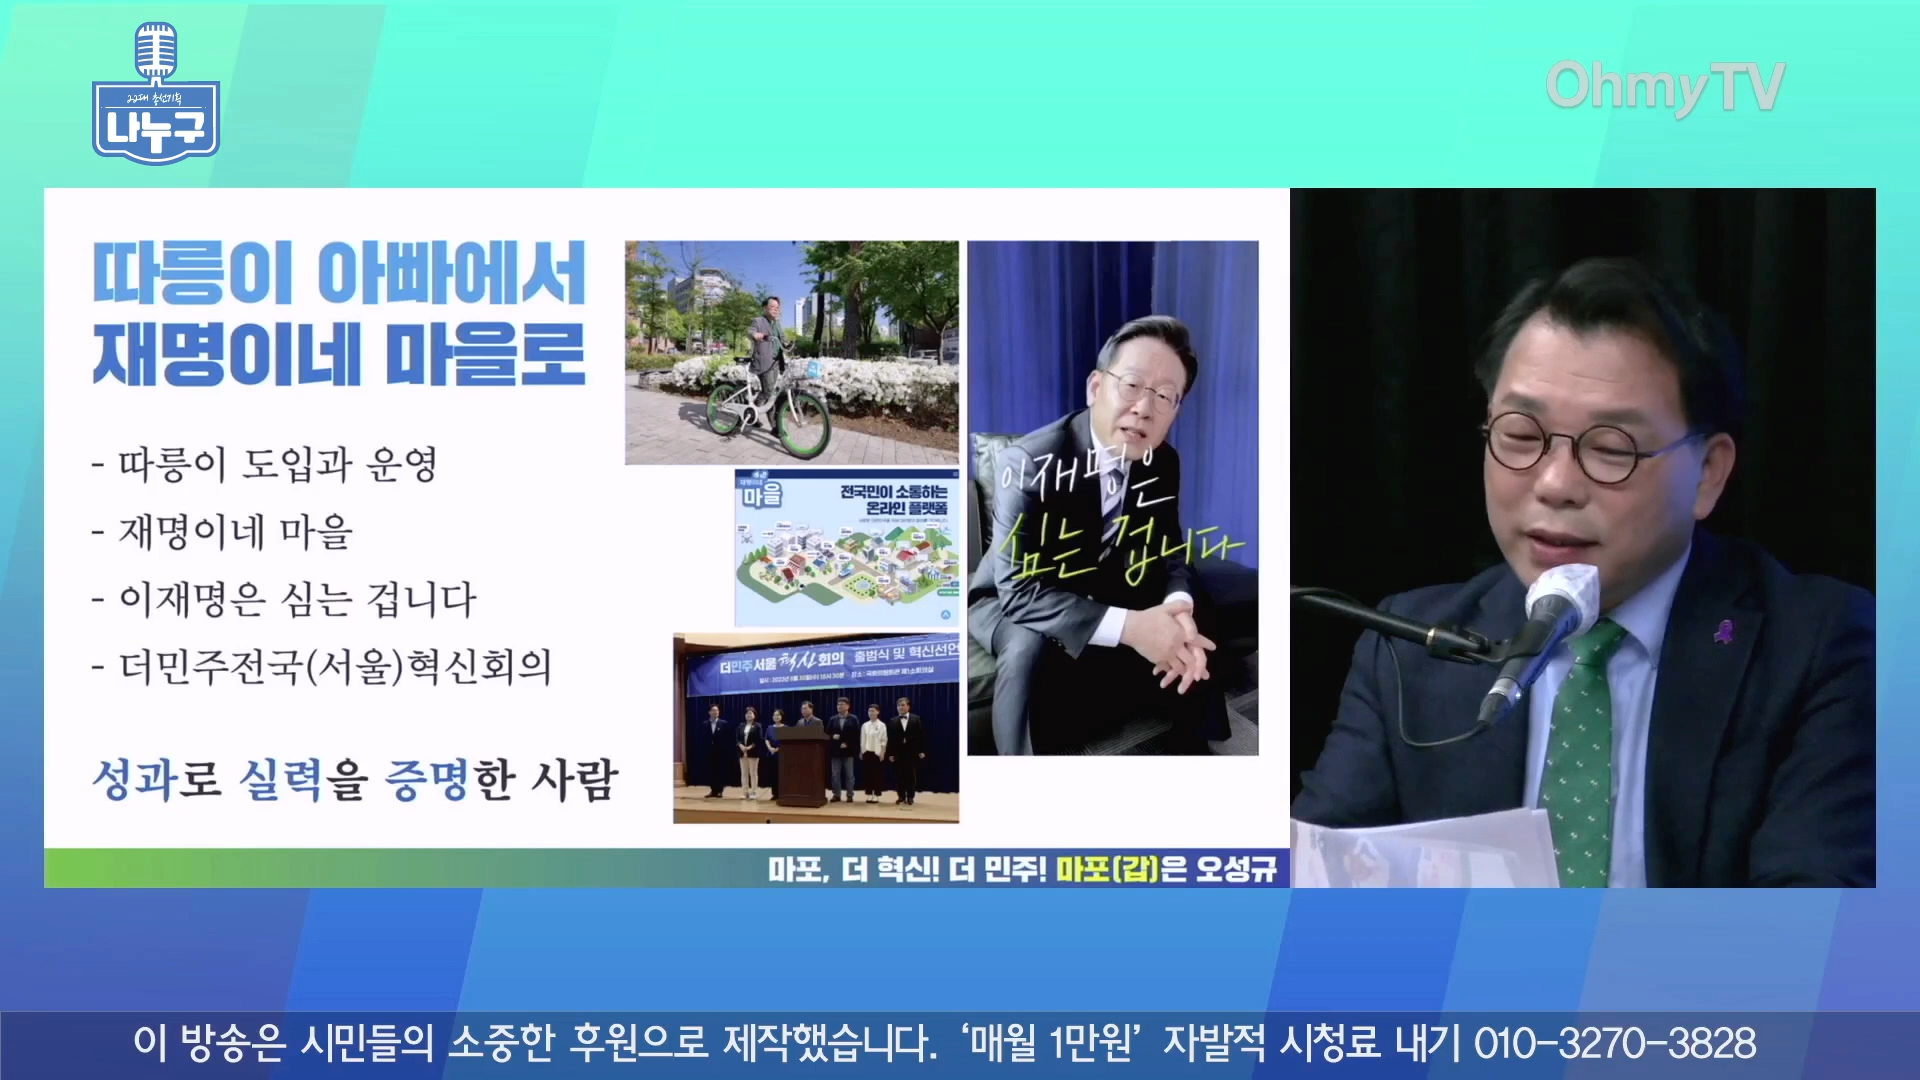 22대 총선기획
나누구
OhmyTV
따릉이 아빠에서
재명이네 마을로
- 따릉이 도입과 운영
- 재명이네 마을
- 이재명은 심는 겁니다
- 더민주전국(서울)혁신회의
성과로 실력을 증명한 사람
재명이네
마을
전국민이 소통하는
온라인 플랫폼
더민주서울혁신회의 출범식 및 혁신선언
이재명은
심는 겁니다
마포, 더 혁신! 더 민주! 마포(갑)은 오성규
이 방송은 시민들의 소중한 후원으로 제작했습니다. ‘매월 1만원’ 자발적 시청료 내기 010-3270-3828